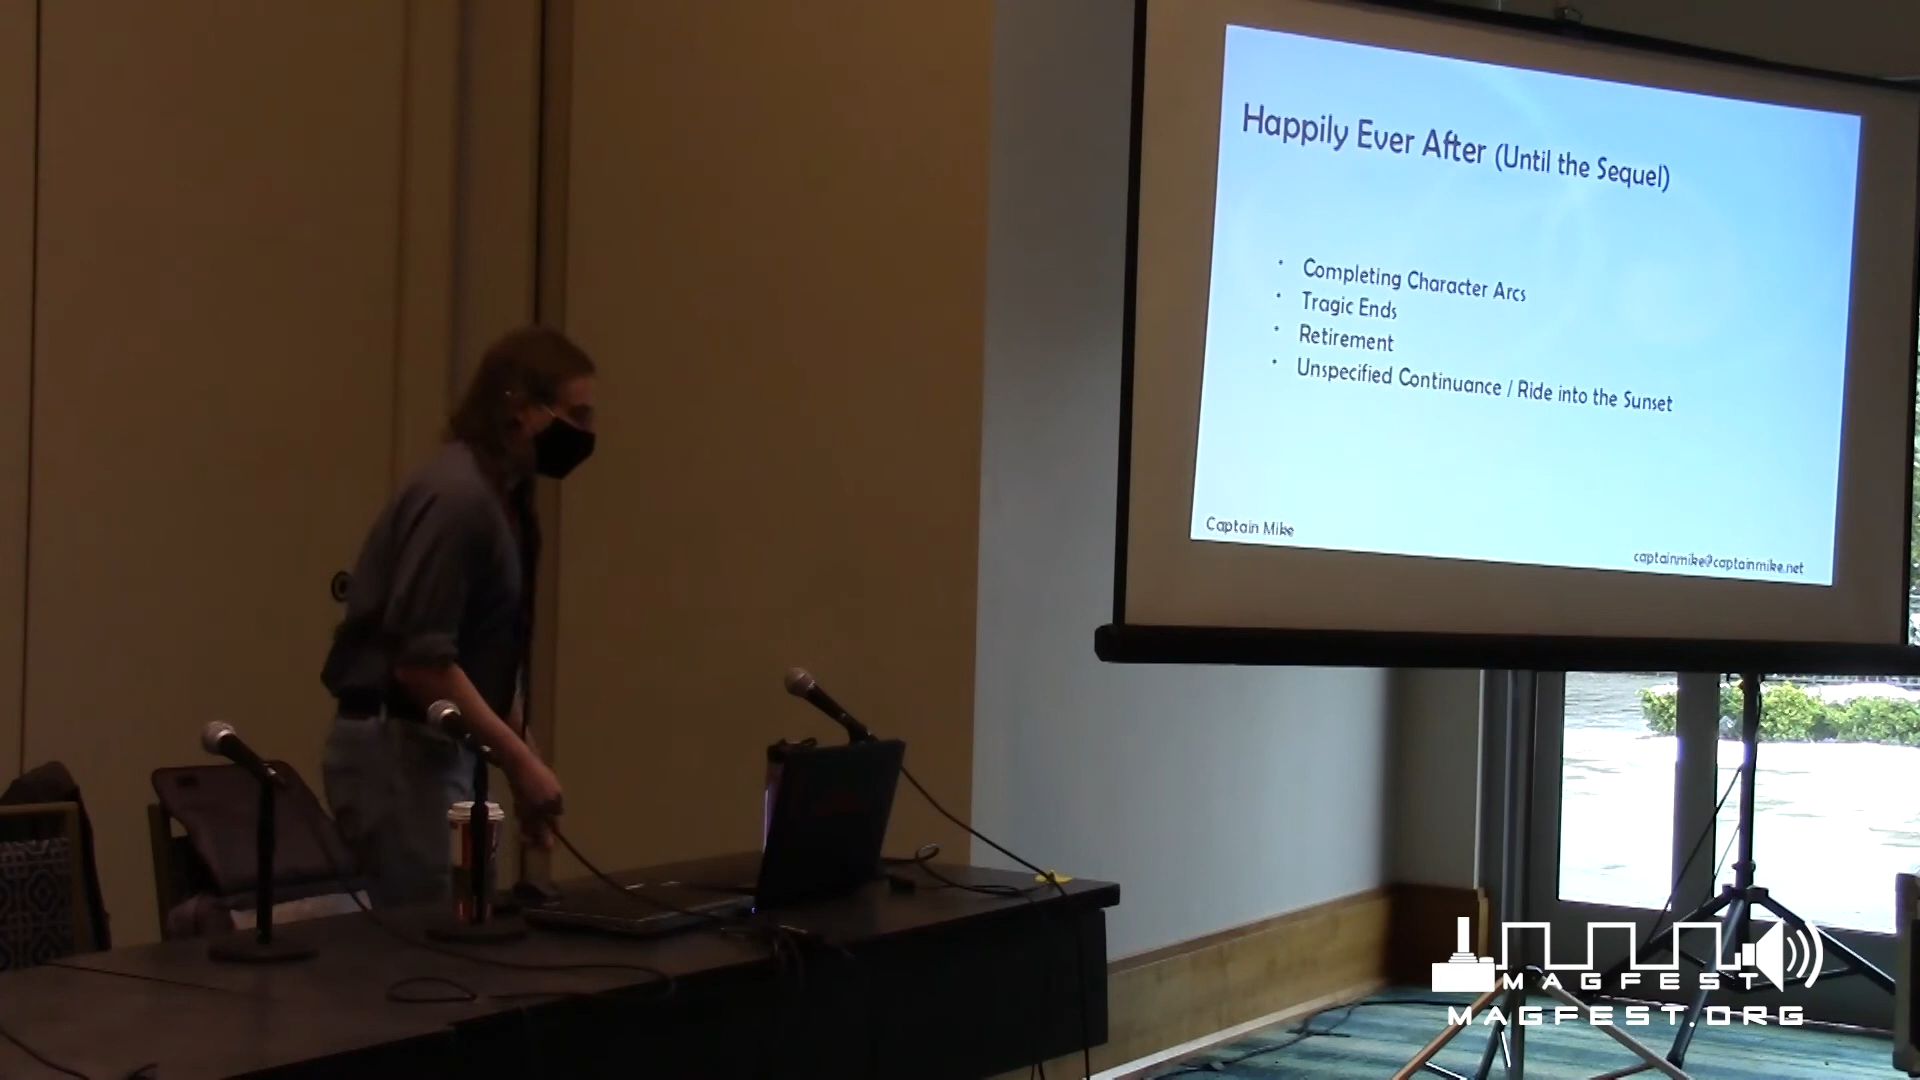 Happily Ever After (Until the Sequel)
• Completing Character Arcs
• Tragic Ends
• Retirement
• Unspecified Continuance / Ride into the Sunset
Captain Mike
captainmike@captainmike.net
MAGFEST
MAGFEST.ORG